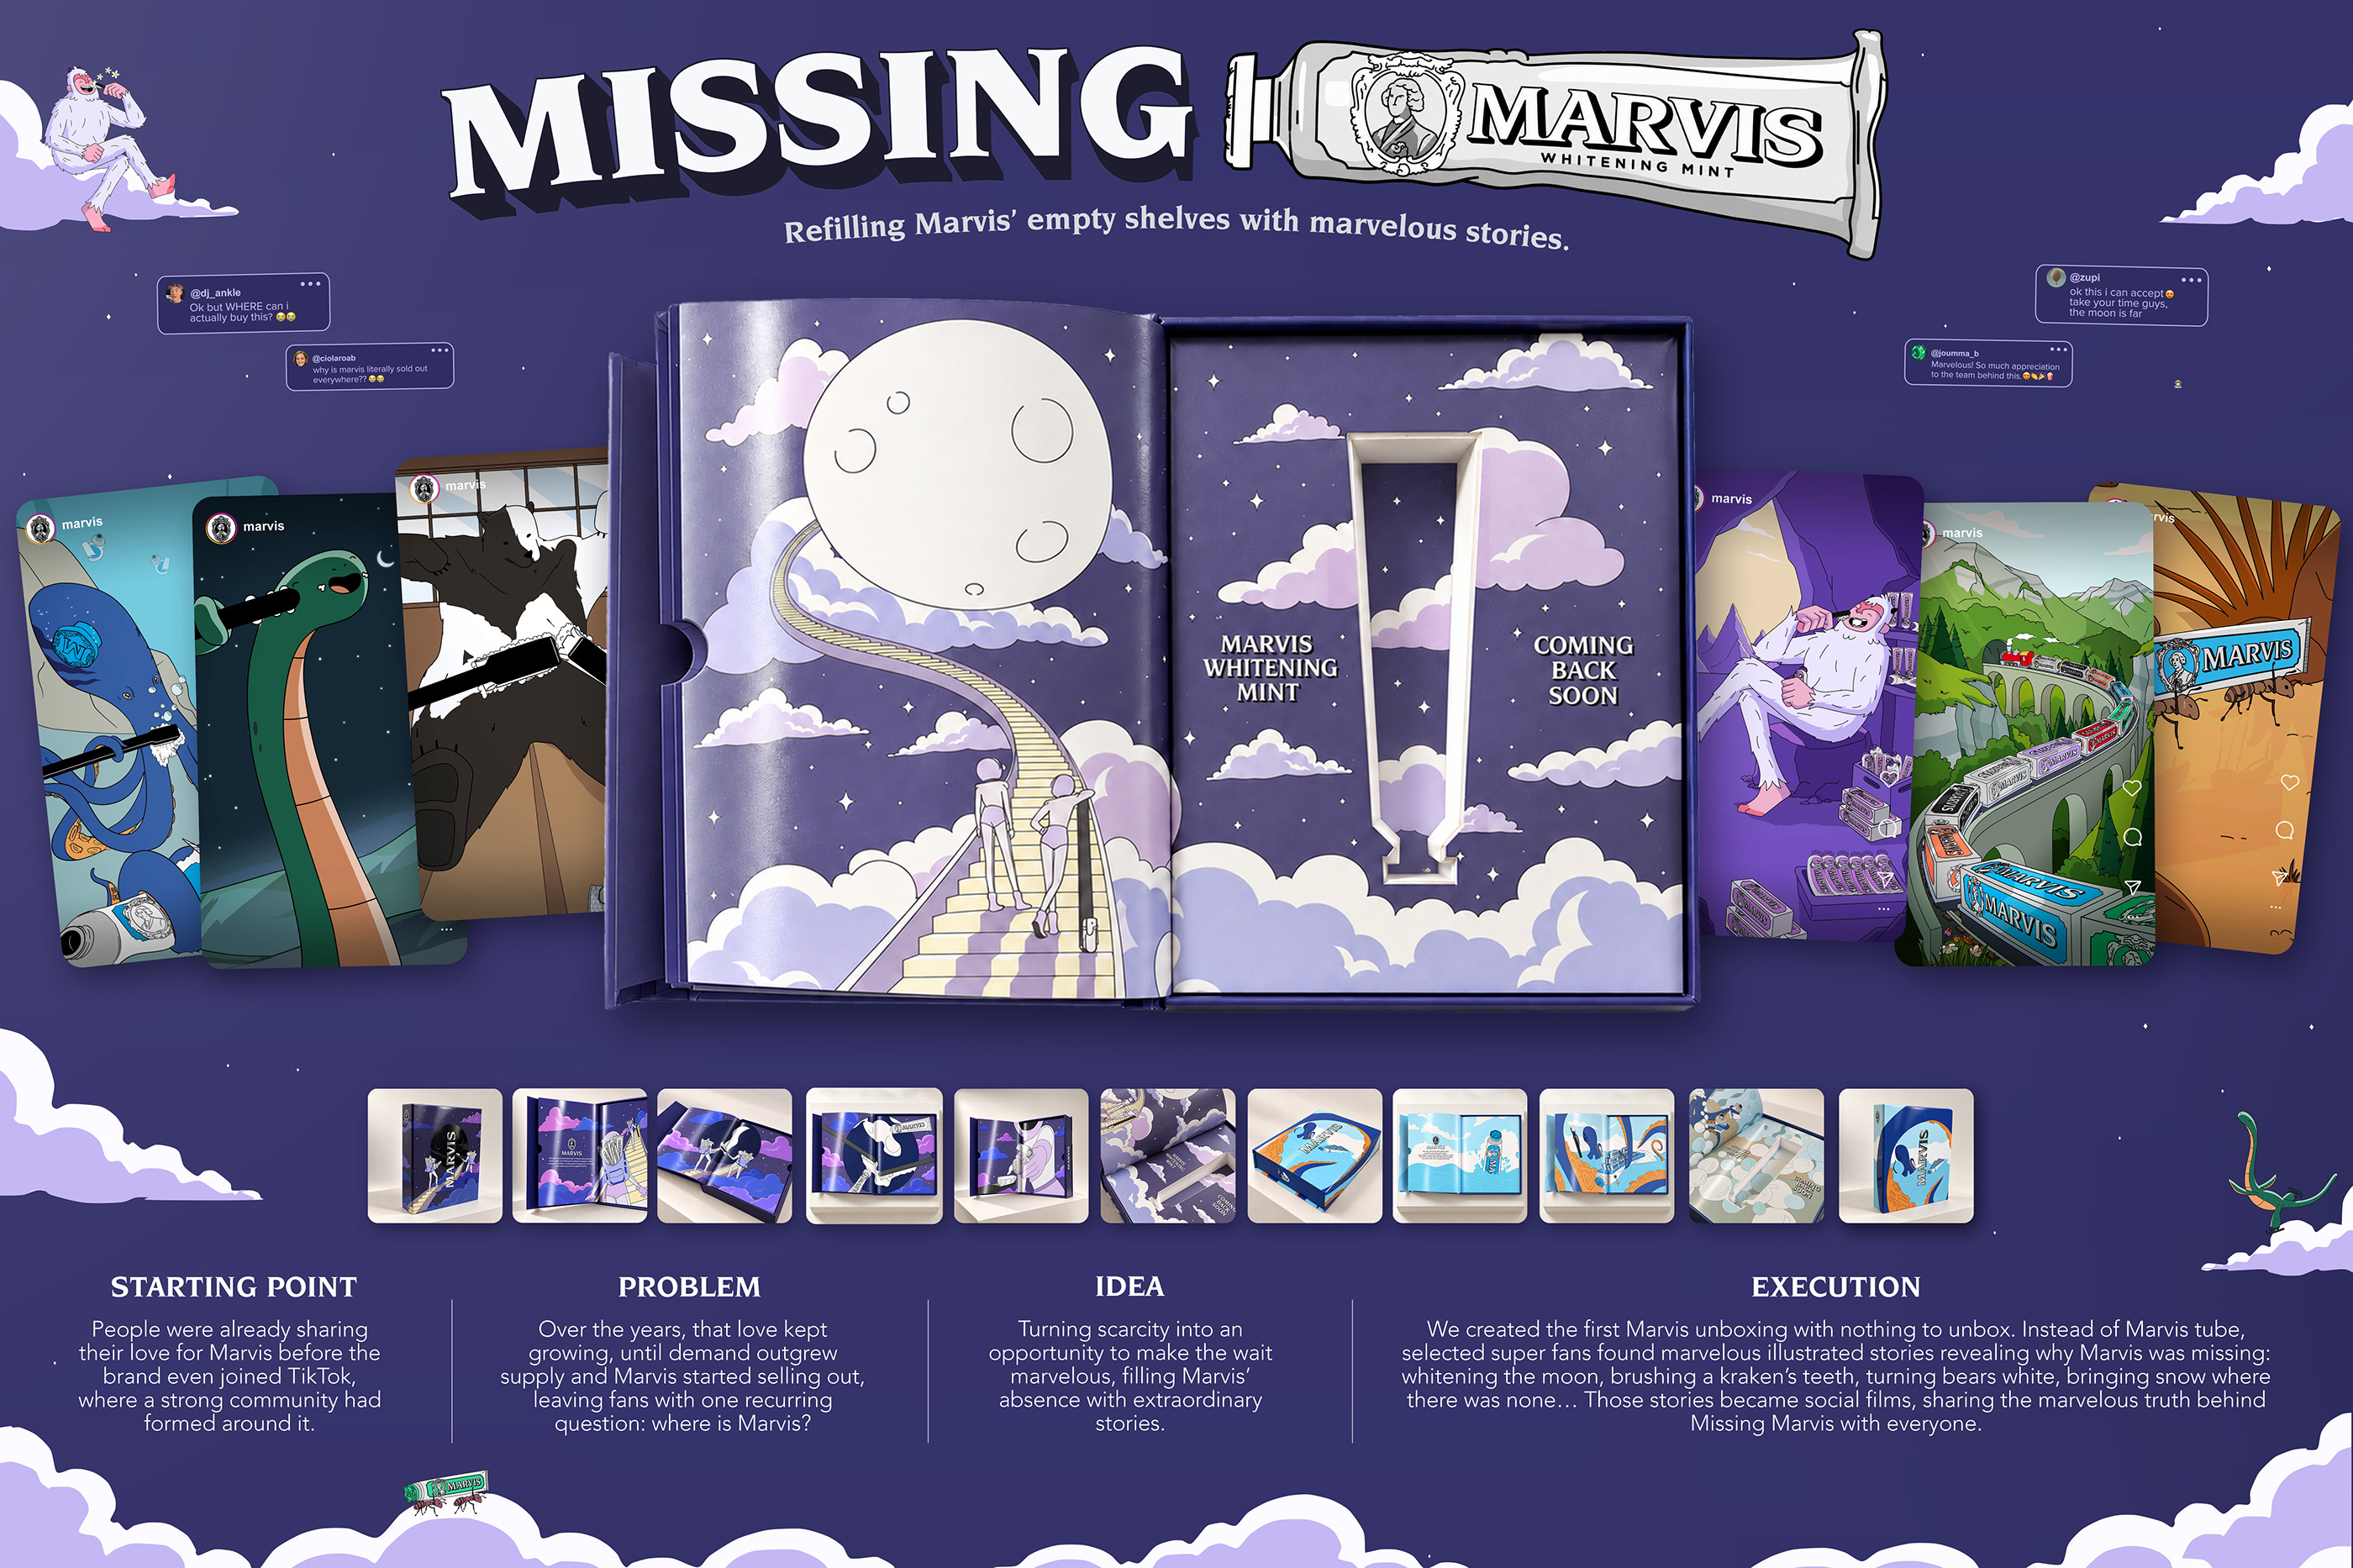 MISSING
MARVIS
WHITENING MINT
Refilling Marvis' empty shelves with marvelous stories.
@dj_ankle
Ok but WHERE can i
actually buy this? 😭😭
@ciolaroab
why is marvis literally sold out
everywhere?? 😭😭
@zupi
ok this i can accept😍
take your time guys,
the moon is far
@joumma_b
Marvelous! So much appreciation
to the team behind this.
marvis
marvis
marvis
MARVIS
WHITENING
MINT
COMING
BACK
SOON
marvis
marvis
MARVIS
MARVIS
MARVIS
MARVIS
MARVIS
MARVIS
MARVIS
STARTING POINT
People were already sharing
their love for Marvis before the
brand even joined TikTok,
where a strong community had
formed around it.
PROBLEM
Over the years, that love kept
growing, until demand outgrew
supply and Marvis started selling out,
leaving fans with one recurring
question: where is Marvis?
IDEA
Turning scarcity into an
opportunity to make the wait
marvelous, filling Marvis'
absence with extraordinary
stories.
EXECUTION
We created the first Marvis unboxing with nothing to unbox. Instead of Marvis tube,
selected super fans found marvelous illustrated stories revealing why Marvis was missing:
whitening the moon, brushing a kraken's teeth, turning bears white, bringing snow where
there was none... Those stories became social films, sharing the marvelous truth behind
Missing Marvis with everyone.
MARVIS